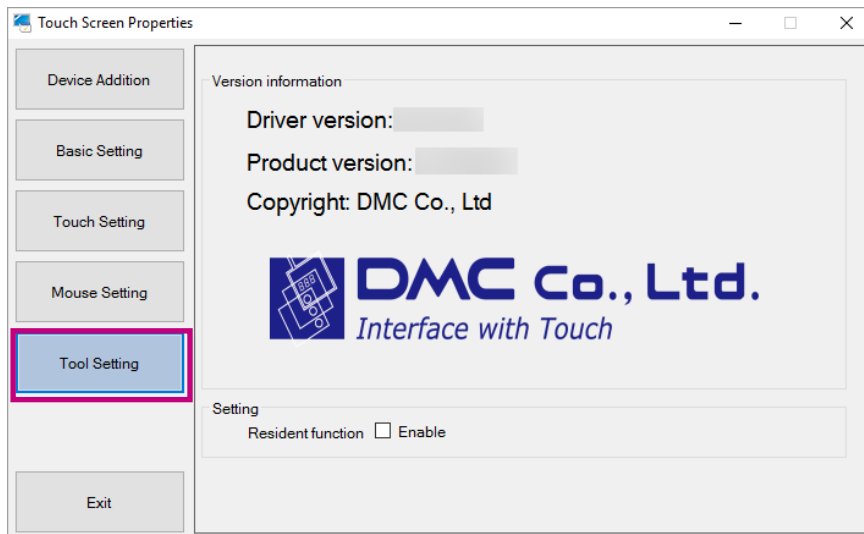 Touch Screen Properties
Device Addition
Basic Setting
Touch Setting
Mouse Setting
Tool Setting
Exit
Version information
Driver version:
Product version:
Copyright: DMC Co., Ltd
888
DMC Co., Ltd.
Interface with Touch
Setting
Resident function Enable